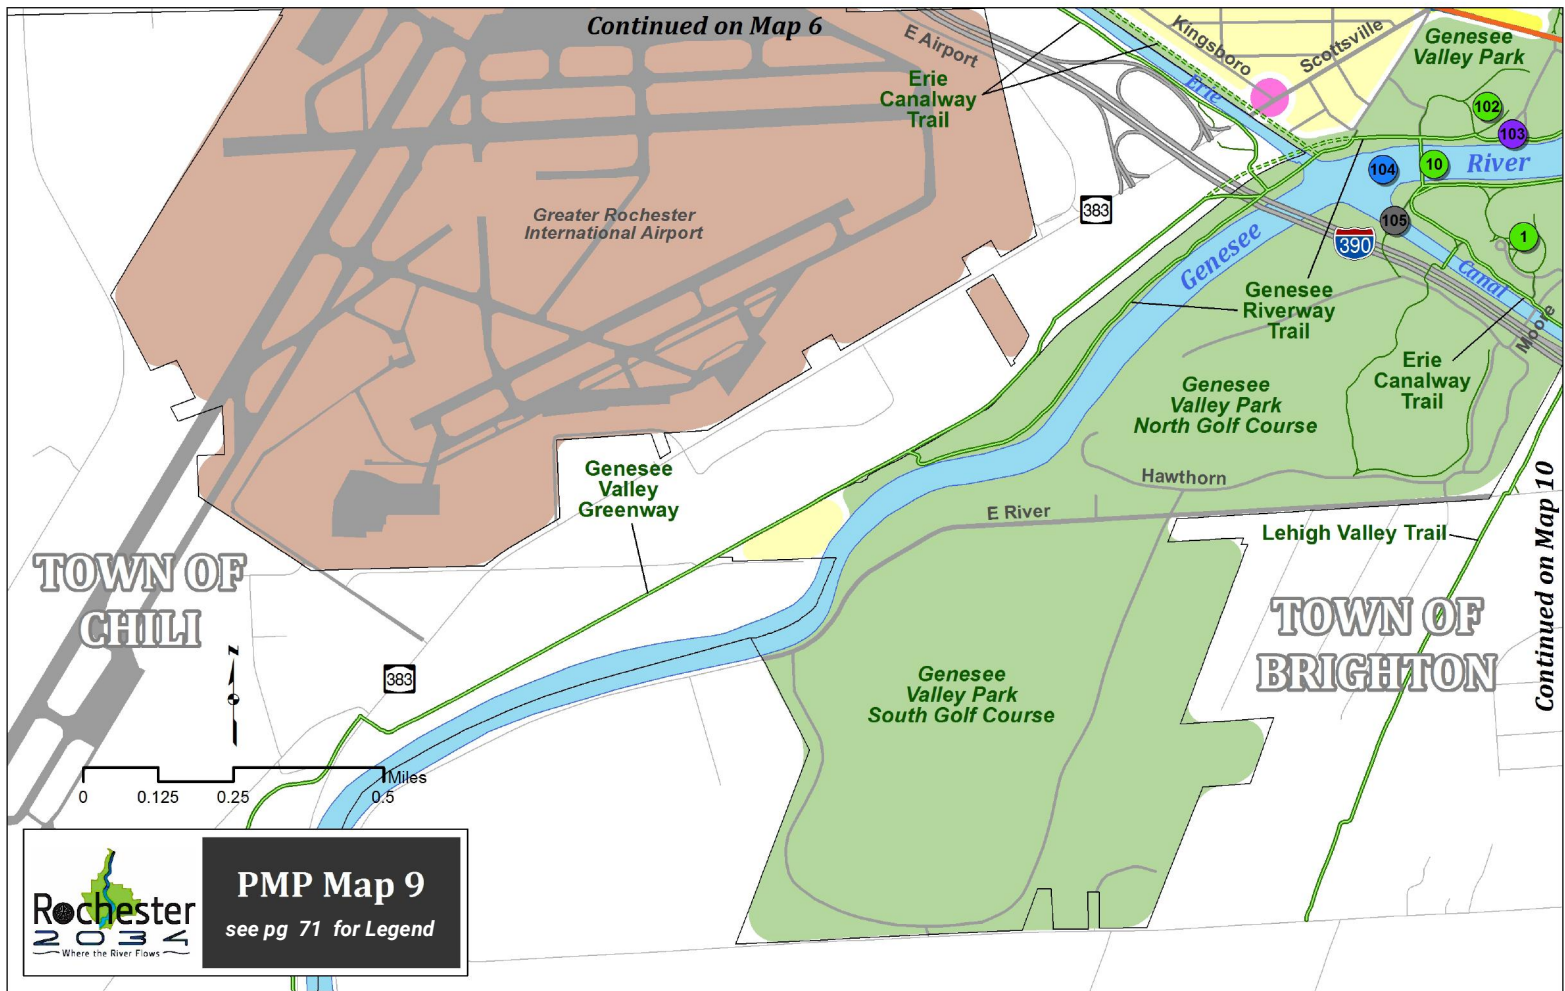 Continued on Map 6
E Airport
Kingsboro
Scottsville
Genesee
Valley Park
Erie
Canalway
Trail
Erie
102
103
104
10
River
105
1
383
390
Greater Rochester
International Airport
Genesee
Canal
Genesee
Riverway
Trail
Moore
Erie
Canalway
Trail
Genesee
Valley Park
North Golf Course
Genesee
Valley
Greenway
Hawthorn
E River
Lehigh Valley Trail
Continued on Map 10
TOWN OF
CHILI
TOWN OF
BRIGHTON
z
383
Genesee
Valley Park
South Golf Course
Miles
0 0.125 0.25 0.5
Rochester
2034
Where the River Flows
PMP Map 9
see pg 71 for Legend